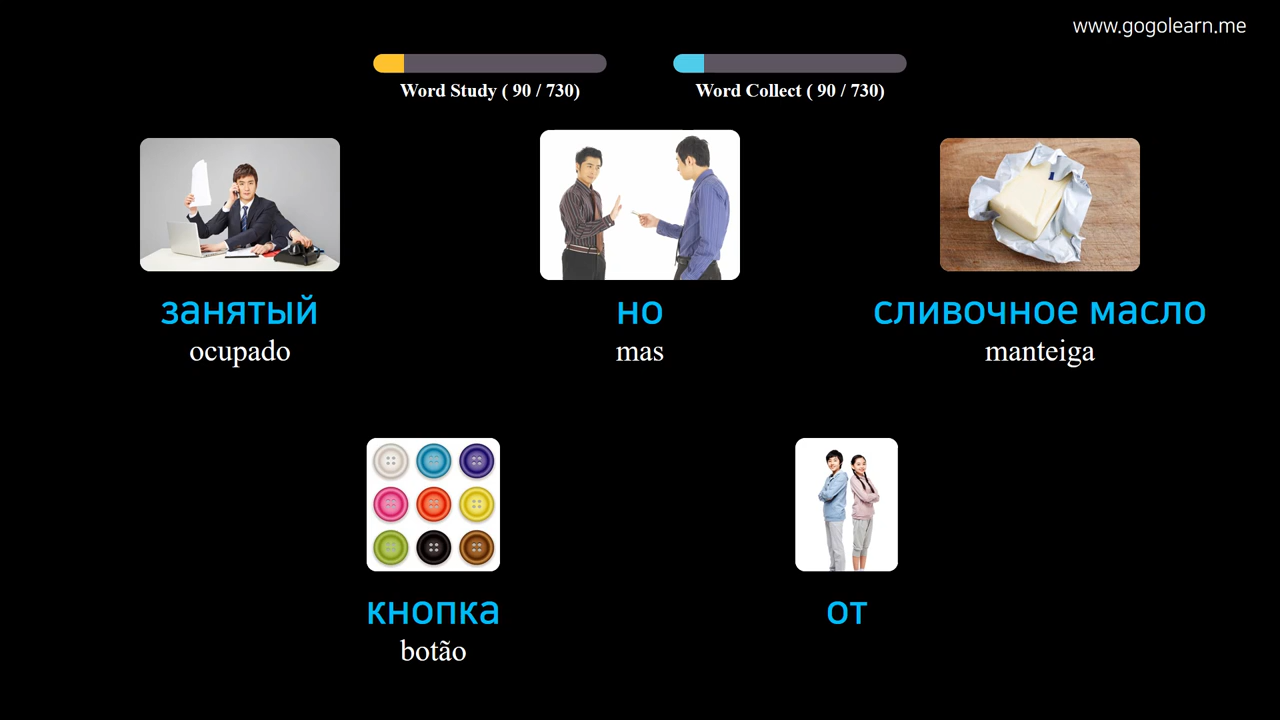 www.gogolearn.me
Word Study ( 90 / 730)
Word Collect ( 90 / 730)
занятый
ocupado
но
mas
сливочное масло
manteiga
кнопка
botão
от